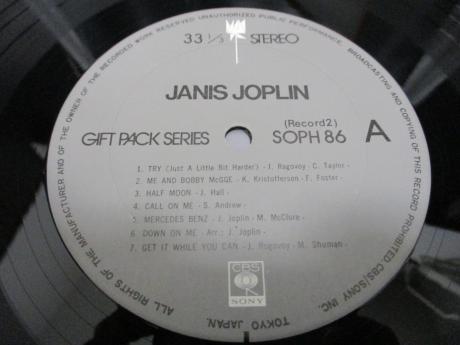 33 1/3 STEREO
JANIS JOPLIN
GIFT PACK SERIES
(Record2)
SOPH 86
A
1. TRY (Just A Little Bit Harder) - J. Ragovoy - C. Taylor -
2. ME AND BOBBY McGGE - K. Kristofferson - F. Foster -
3. HALF MOON - J. Hall -
4. CALL ON ME - S. Andrew -
5. MERCEDES BENZ - J. Joplin - M. McClure -
6. DOWN ON ME - Arr.: J. Joplin -
7. GET IT WHILE YOU CAN - J. Ragovoy - M. Shuman -
CBS
SONY
ALL RIGHTS OF THE MANUFACTURER AND OF THE OWNER OF THE RECORDED WORK RESERVED UNAUTHORIZED PUBLIC PERFORMANCE, BROADCASTING AND COPYING OF THIS RECORD PROHIBITED. CBS/SONY INC. TOKYO JAPAN.